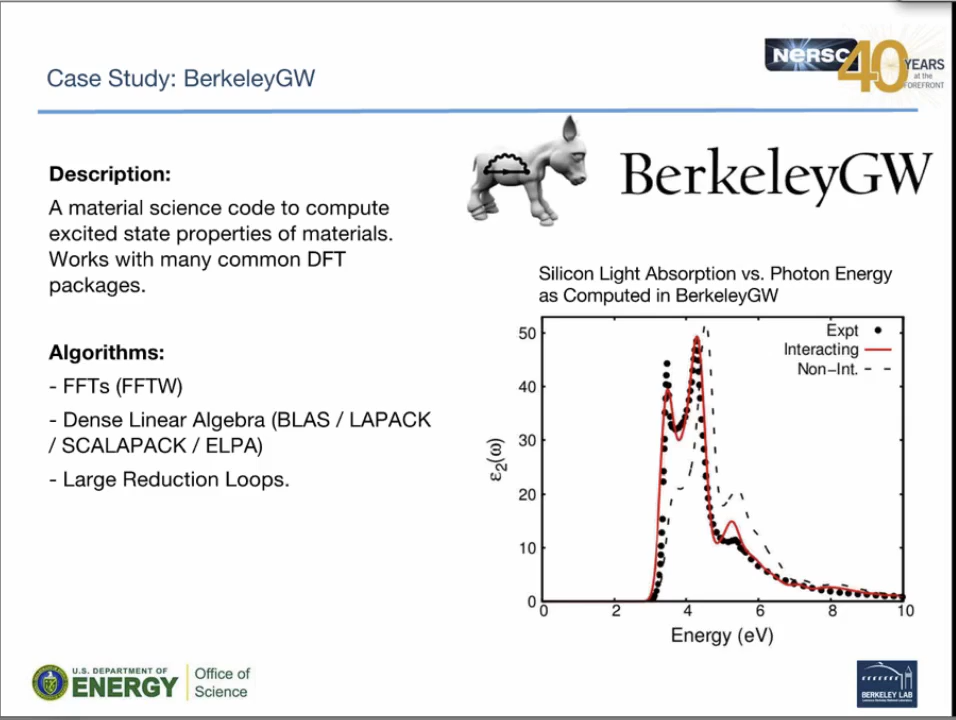 NERSC
40
YEARS
at the
FOREFRONT
Case Study: BerkeleyGW
BerkeleyGW
Description:
A material science code to compute
excited state properties of materials.
Works with many common DFT
packages.
Algorithms:
- FFTs (FFTW)
- Dense Linear Algebra (BLAS / LAPACK
/ SCALAPACK / ELPA)
- Large Reduction Loops.
Silicon Light Absorption vs. Photon Energy
as Computed in BerkeleyGW
Expt
Interacting
Non-Int.
ε2(ω)
50
40
30
20
10
0
0 2 4 6 8 10
Energy (eV)
U.S. DEPARTMENT OF
ENERGY
Office of
Science
BERKELEY LAB